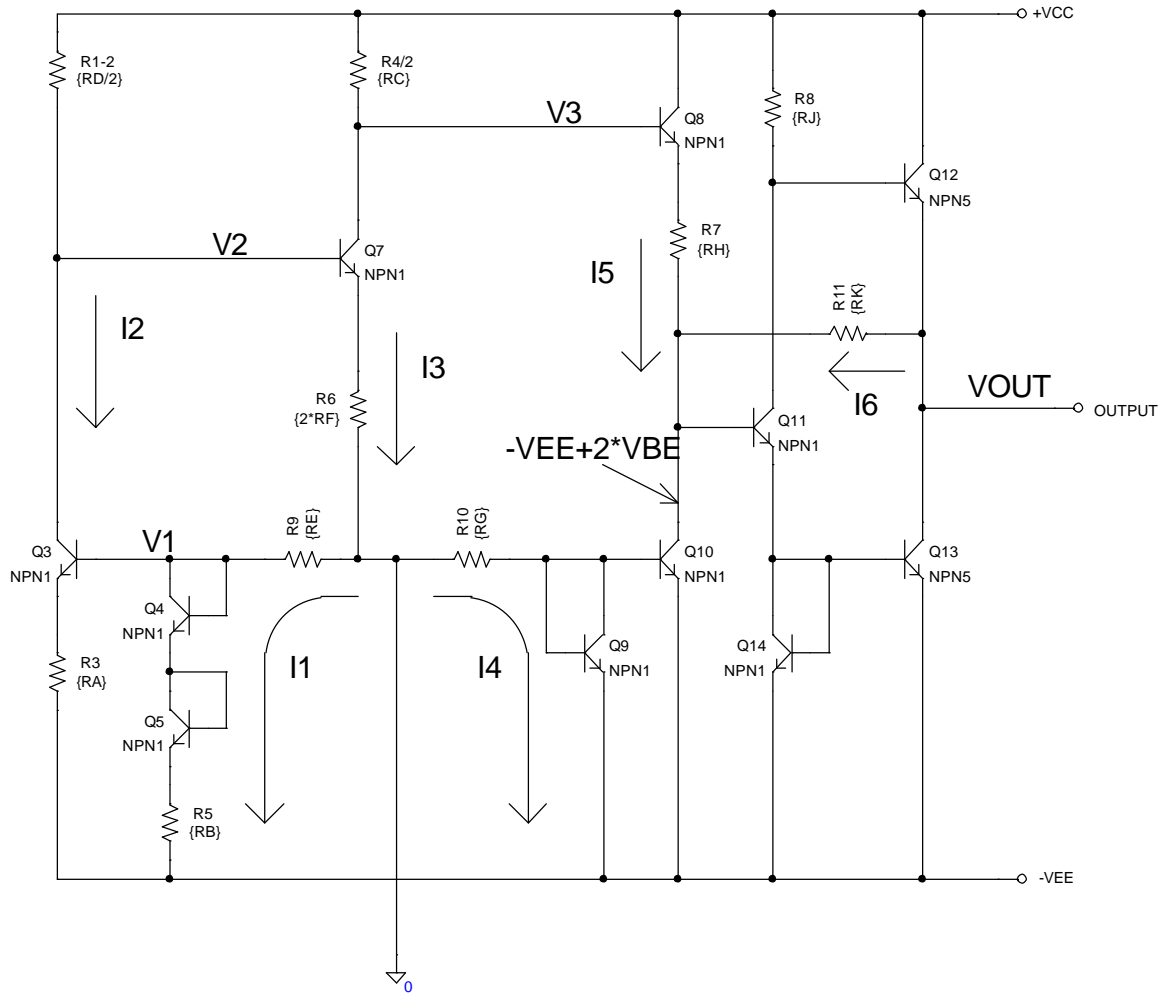 +VCC
R1-2
{RD/2}
R4/2
{RC}
V3
Q8
NPN1
R8
{RJ}
Q12
NPN5
V2
Q7
NPN1
R7
{RH}
I5
R11
{RK}
I2
I3
I6
VOUT
OUTPUT
R6
{2*RF}
Q11
NPN1
-VEE+2*VBE
Q3
NPN1
V1
R9
{RE}
R10
{RG}
Q10
NPN1
Q13
NPN5
Q4
NPN1
Q9
NPN1
Q14
NPN1
R3
{RA}
I1
I4
Q5
NPN1
R5
{RB}
-VEE
0